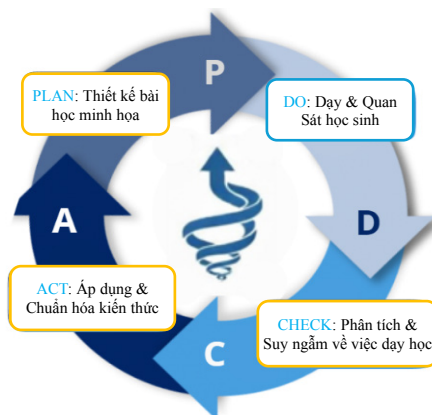 P
PLAN: Thiết kế bài
học minh họa
DO: Dạy & Quan
Sát học sinh
A
D
ACT: Áp dụng &
Chuẩn hóa kiến thức
CHECK: Phân tích &
Suy ngẫm về việc dạy học
C